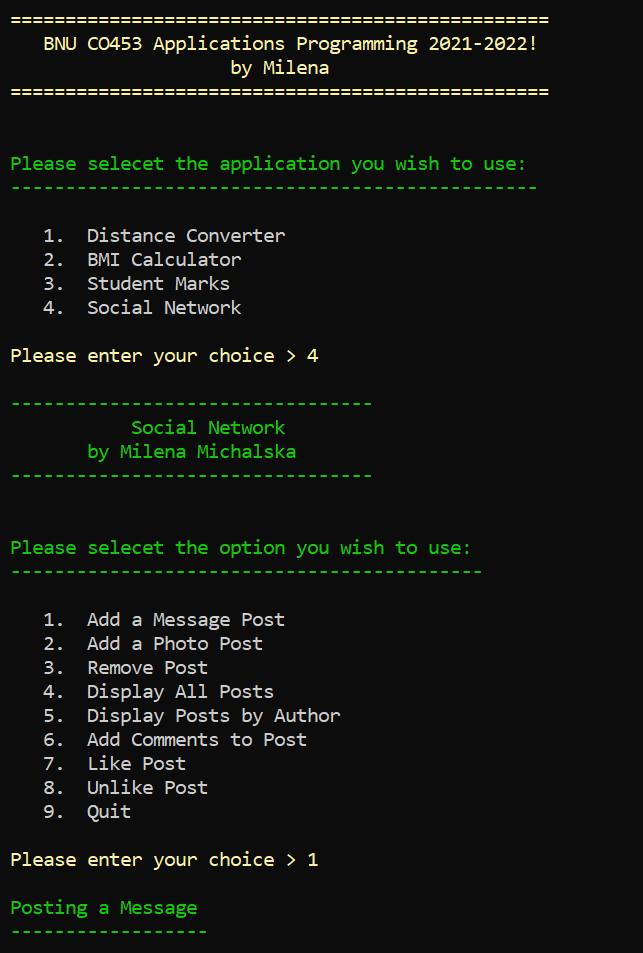 =================================================
BNU CO453 Applications Programming 2021-2022!
by Milena
=================================================
Please selecet the application you wish to use:
------------------------------------------------
1. Distance Converter
2. BMI Calculator
3. Student Marks
4. Social Network
Please enter your choice > 4
---------------------------------
Social Network
by Milena Michalska
---------------------------------
Please selecet the option you wish to use:
-------------------------------------------
1. Add a Message Post
2. Add a Photo Post
3. Remove Post
4. Display All Posts
5. Display Posts by Author
6. Add Comments to Post
7. Like Post
8. Unlike Post
9. Quit
Please enter your choice > 1
Posting a Message
------------------